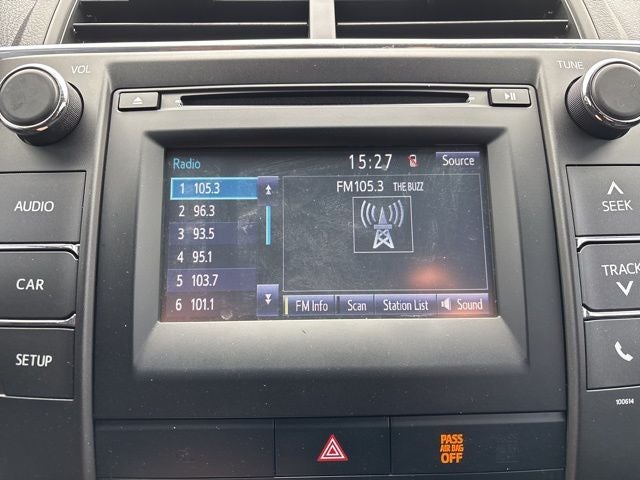 VOL
TUNE
Radio
15:27
Source
1 105.3
FM105.3 THE BUZZ
2 96.3
3 93.5
4 95.1
5 103.7
6 101.1
FM Info
Scan
Station List
Sound
AUDIO
CAR
SETUP
SEEK
TRACK
100614
PASS
AIR BAG
OFF